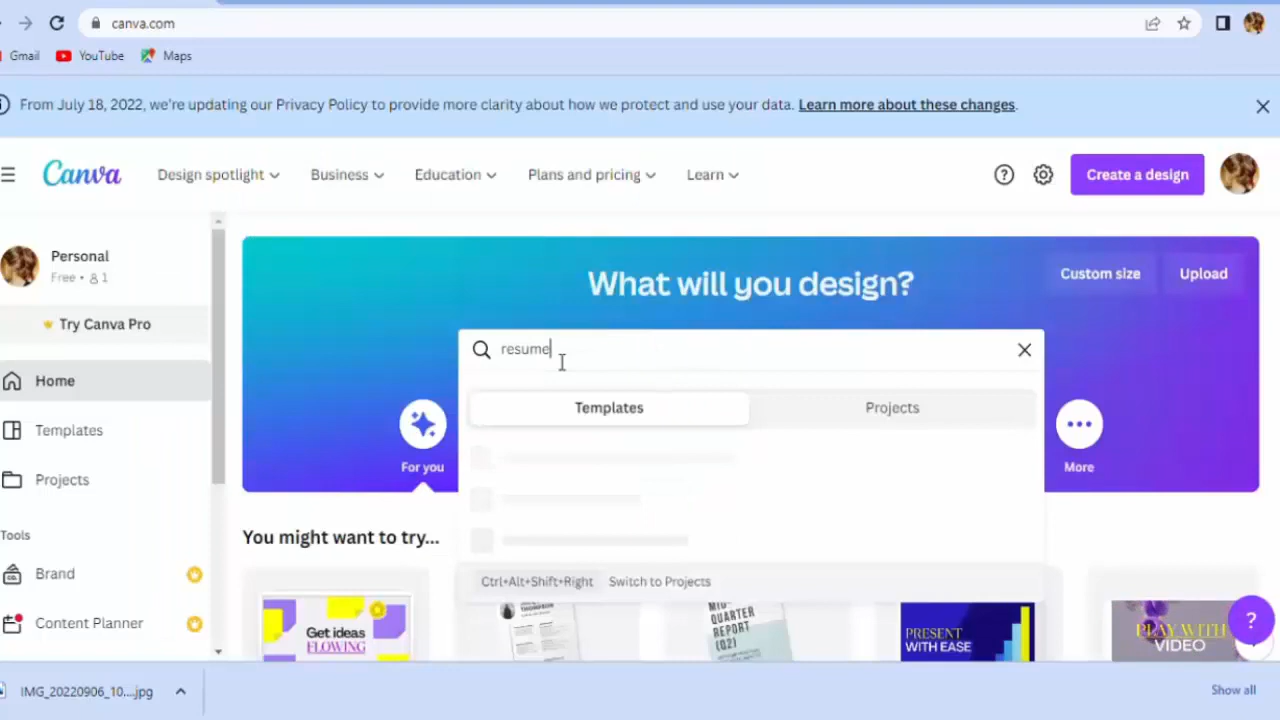 canva.com
Gmail YouTube Maps
From July 18, 2022, we're updating our Privacy Policy to provide more clarity about how we protect and use your data. Learn more about these changes.
Canva Design spotlight Business Education Plans and pricing Learn Create a design
Personal
Free • 1
Try Canva Pro
Home
Templates
Projects
Tools
Brand
Content Planner
What will you design?
Custom size Upload
resume
Templates Projects
For you
More
Ctrl+Alt+Shift+Right Switch to Projects
You might want to try...
Get ideas
FLOWING
MID-
QUARTER
REPORT
(Q2)
PRESENT
WITH EASE
PLAY WITH
VIDEO
?
IMG_20220906_10....jpg
Show all